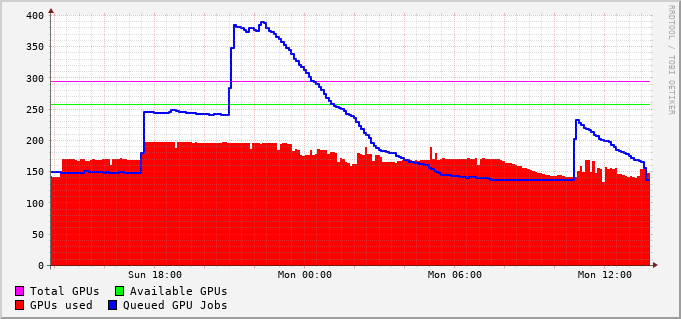 400
350
300
250
200
150
100
50
0
Sun 18:00 Mon 00:00 Mon 06:00 Mon 12:00
Total GPUs Available GPUs
GPUs used Queued GPU Jobs
RRDTOOL / TOBI OETIKER